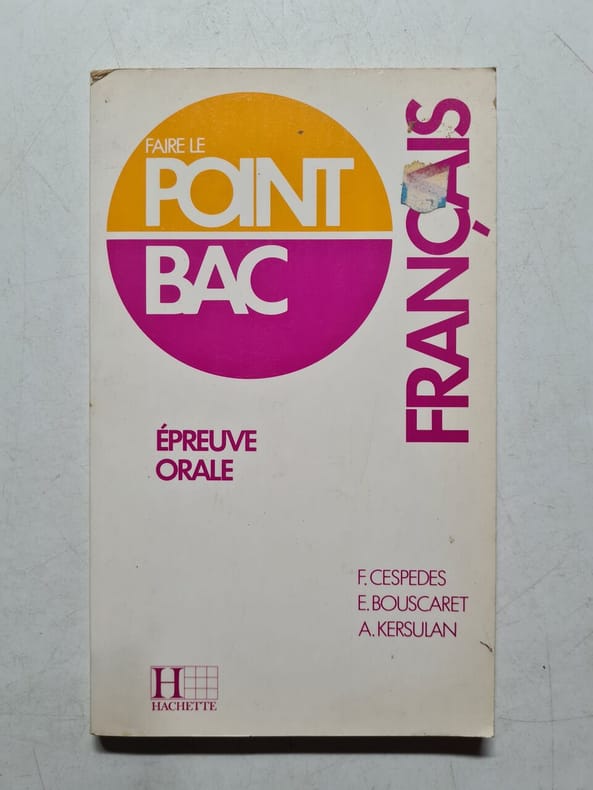 FAIRE LE
POINT
BAC
FRANÇAIS
ÉPREUVE
ORALE
F. CESPEDES
E. BOUSCARET
A. KERSULAN
H
HACHETTE